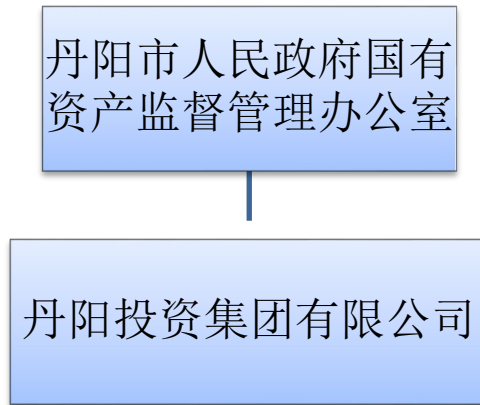 丹阳市人民政府国有
资产监督管理办公室
丹阳投资集团有限公司